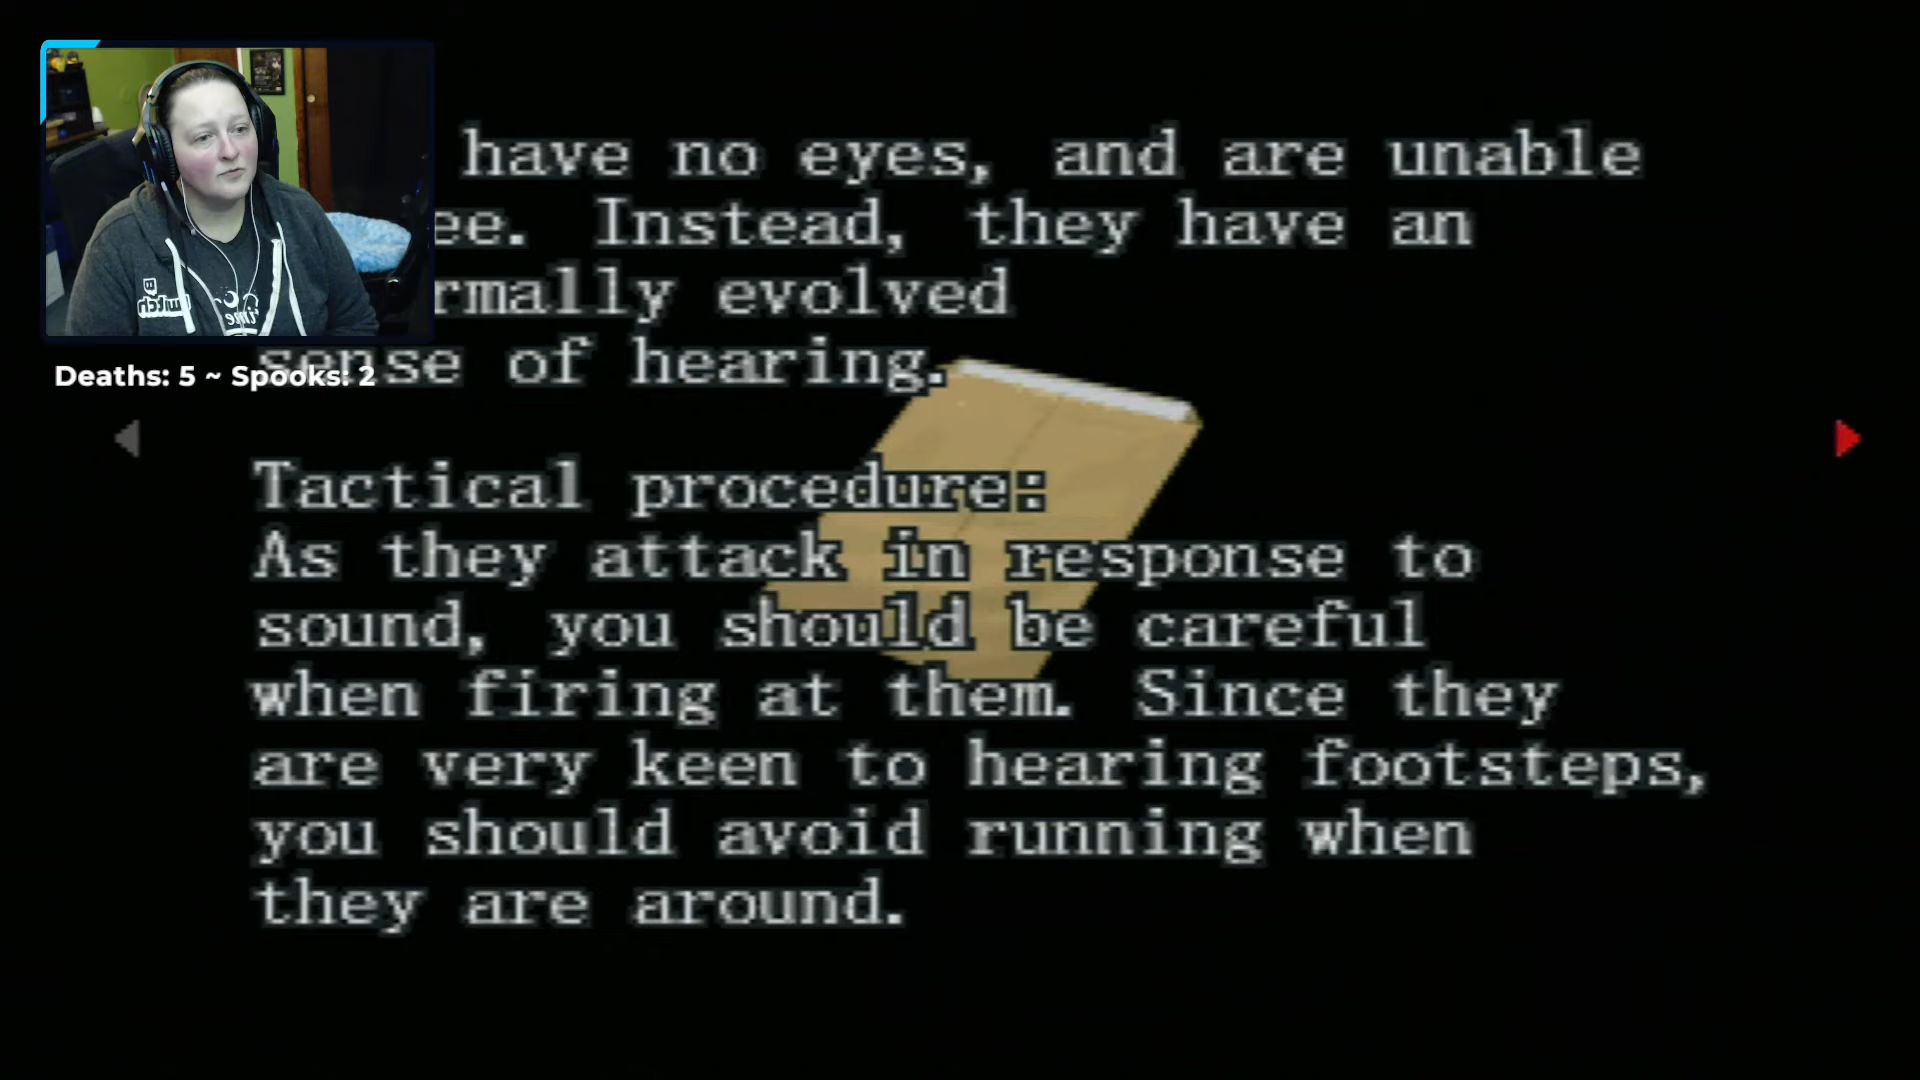 have no eyes, and are unable
ee. Instead, they have an
rmally evolved
sense of hearing.
Deaths: 5 ~ Spooks: 2
Tactical procedure:
As they attack in response to
sound, you should be careful
when firing at them. Since they
are very keen to hearing footsteps,
you should avoid running when
they are around.